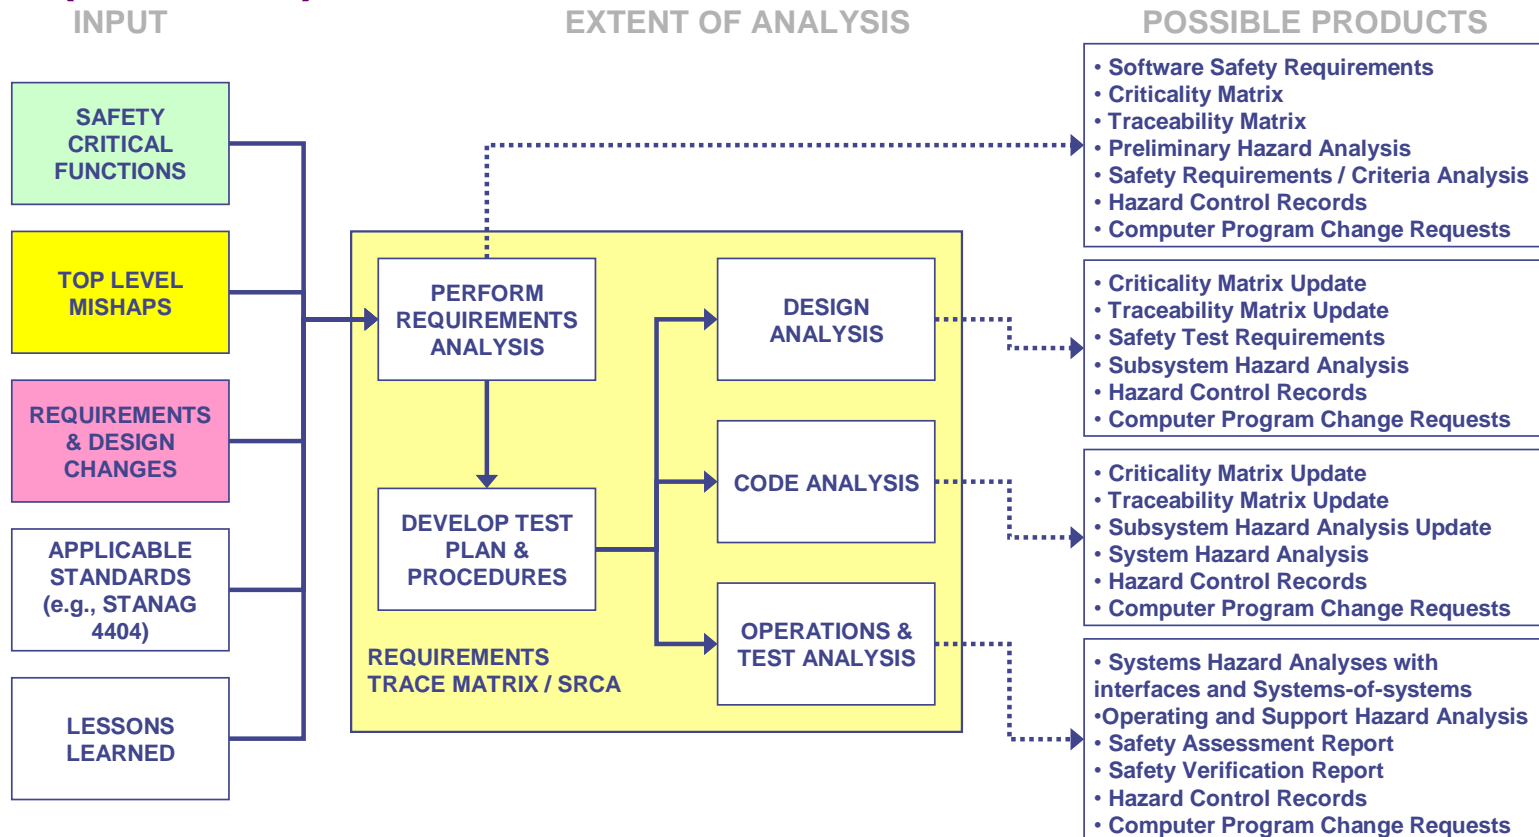 INPUT
EXTENT OF ANALYSIS
POSSIBLE PRODUCTS
SAFETY
CRITICAL
FUNCTIONS
TOP LEVEL
MISHAPS
REQUIREMENTS
& DESIGN
CHANGES
APPLICABLE
STANDARDS
(e.g., STANAG
4404)
LESSONS
LEARNED
PERFORM
REQUIREMENTS
ANALYSIS
DEVELOP TEST
PLAN &
PROCEDURES
REQUIREMENTS
TRACE MATRIX / SRCA
DESIGN
ANALYSIS
CODE ANALYSIS
OPERATIONS &
TEST ANALYSIS
• Software Safety Requirements
• Criticality Matrix
• Traceability Matrix
• Preliminary Hazard Analysis
• Safety Requirements / Criteria Analysis
• Hazard Control Records
• Computer Program Change Requests
• Criticality Matrix Update
• Traceability Matrix Update
• Safety Test Requirements
• Subsystem Hazard Analysis
• Hazard Control Records
• Computer Program Change Requests
• Criticality Matrix Update
• Traceability Matrix Update
• Subsystem Hazard Analysis Update
• System Hazard Analysis
• Hazard Control Records
• Computer Program Change Requests
• Systems Hazard Analyses with
interfaces and Systems-of-systems
•Operating and Support Hazard Analysis
• Safety Assessment Report
• Safety Verification Report
• Hazard Control Records
• Computer Program Change Requests